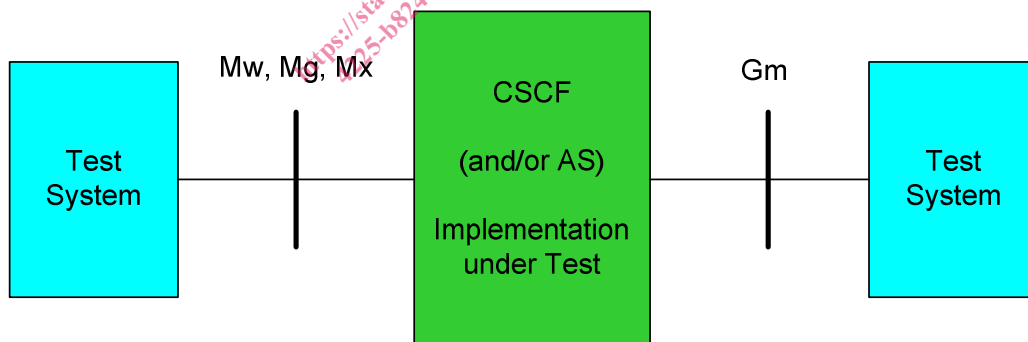 Mw, Mg, Mx
Gm
Test
System
CSCF
(and/or AS)
Implementation
under Test
Test
System